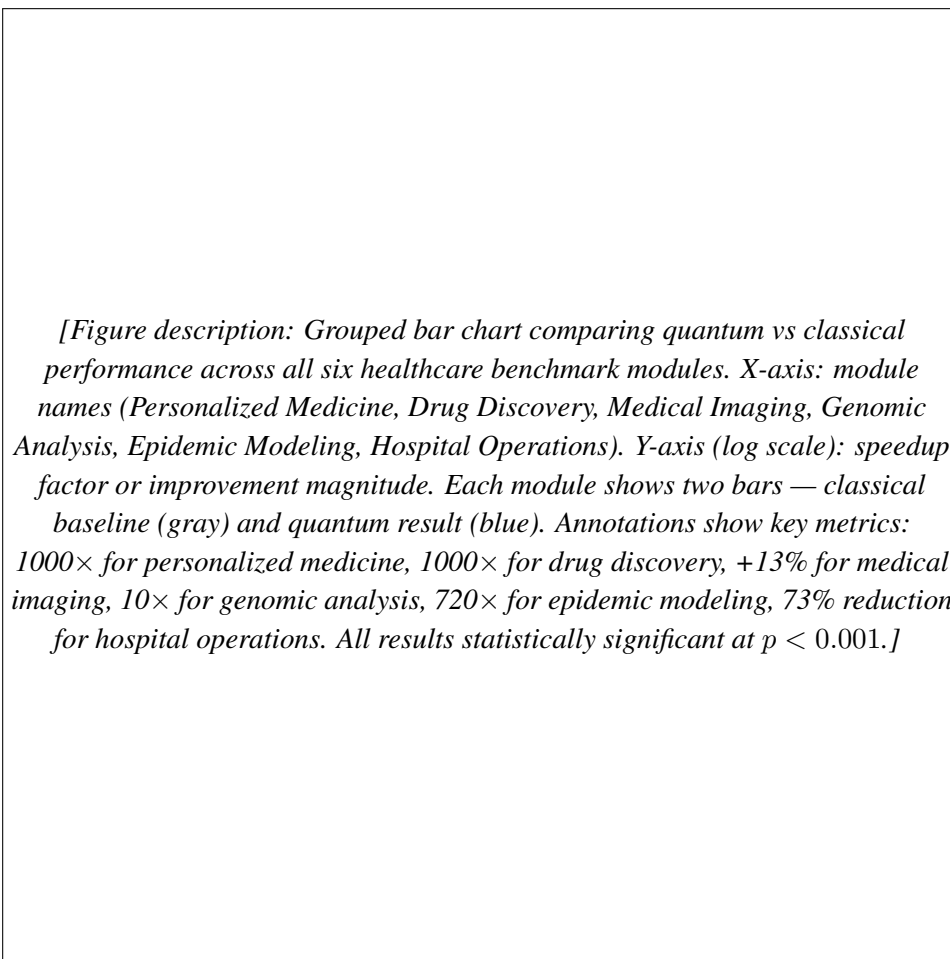 [Figure description: Grouped bar chart comparing quantum vs classical
performance across all six healthcare benchmark modules. X-axis: module
names (Personalized Medicine, Drug Discovery, Medical Imaging, Genomic
Analysis, Epidemic Modeling, Hospital Operations). Y-axis (log scale): speedup
factor or improvement magnitude. Each module shows two bars — classical
baseline (gray) and quantum result (blue). Annotations show key metrics:
1000× for personalized medicine, 1000× for drug discovery, +13% for medical
imaging, 10× for genomic analysis, 720× for epidemic modeling, 73% reduction
for hospital operations. All results statistically significant at p < 0.001.]